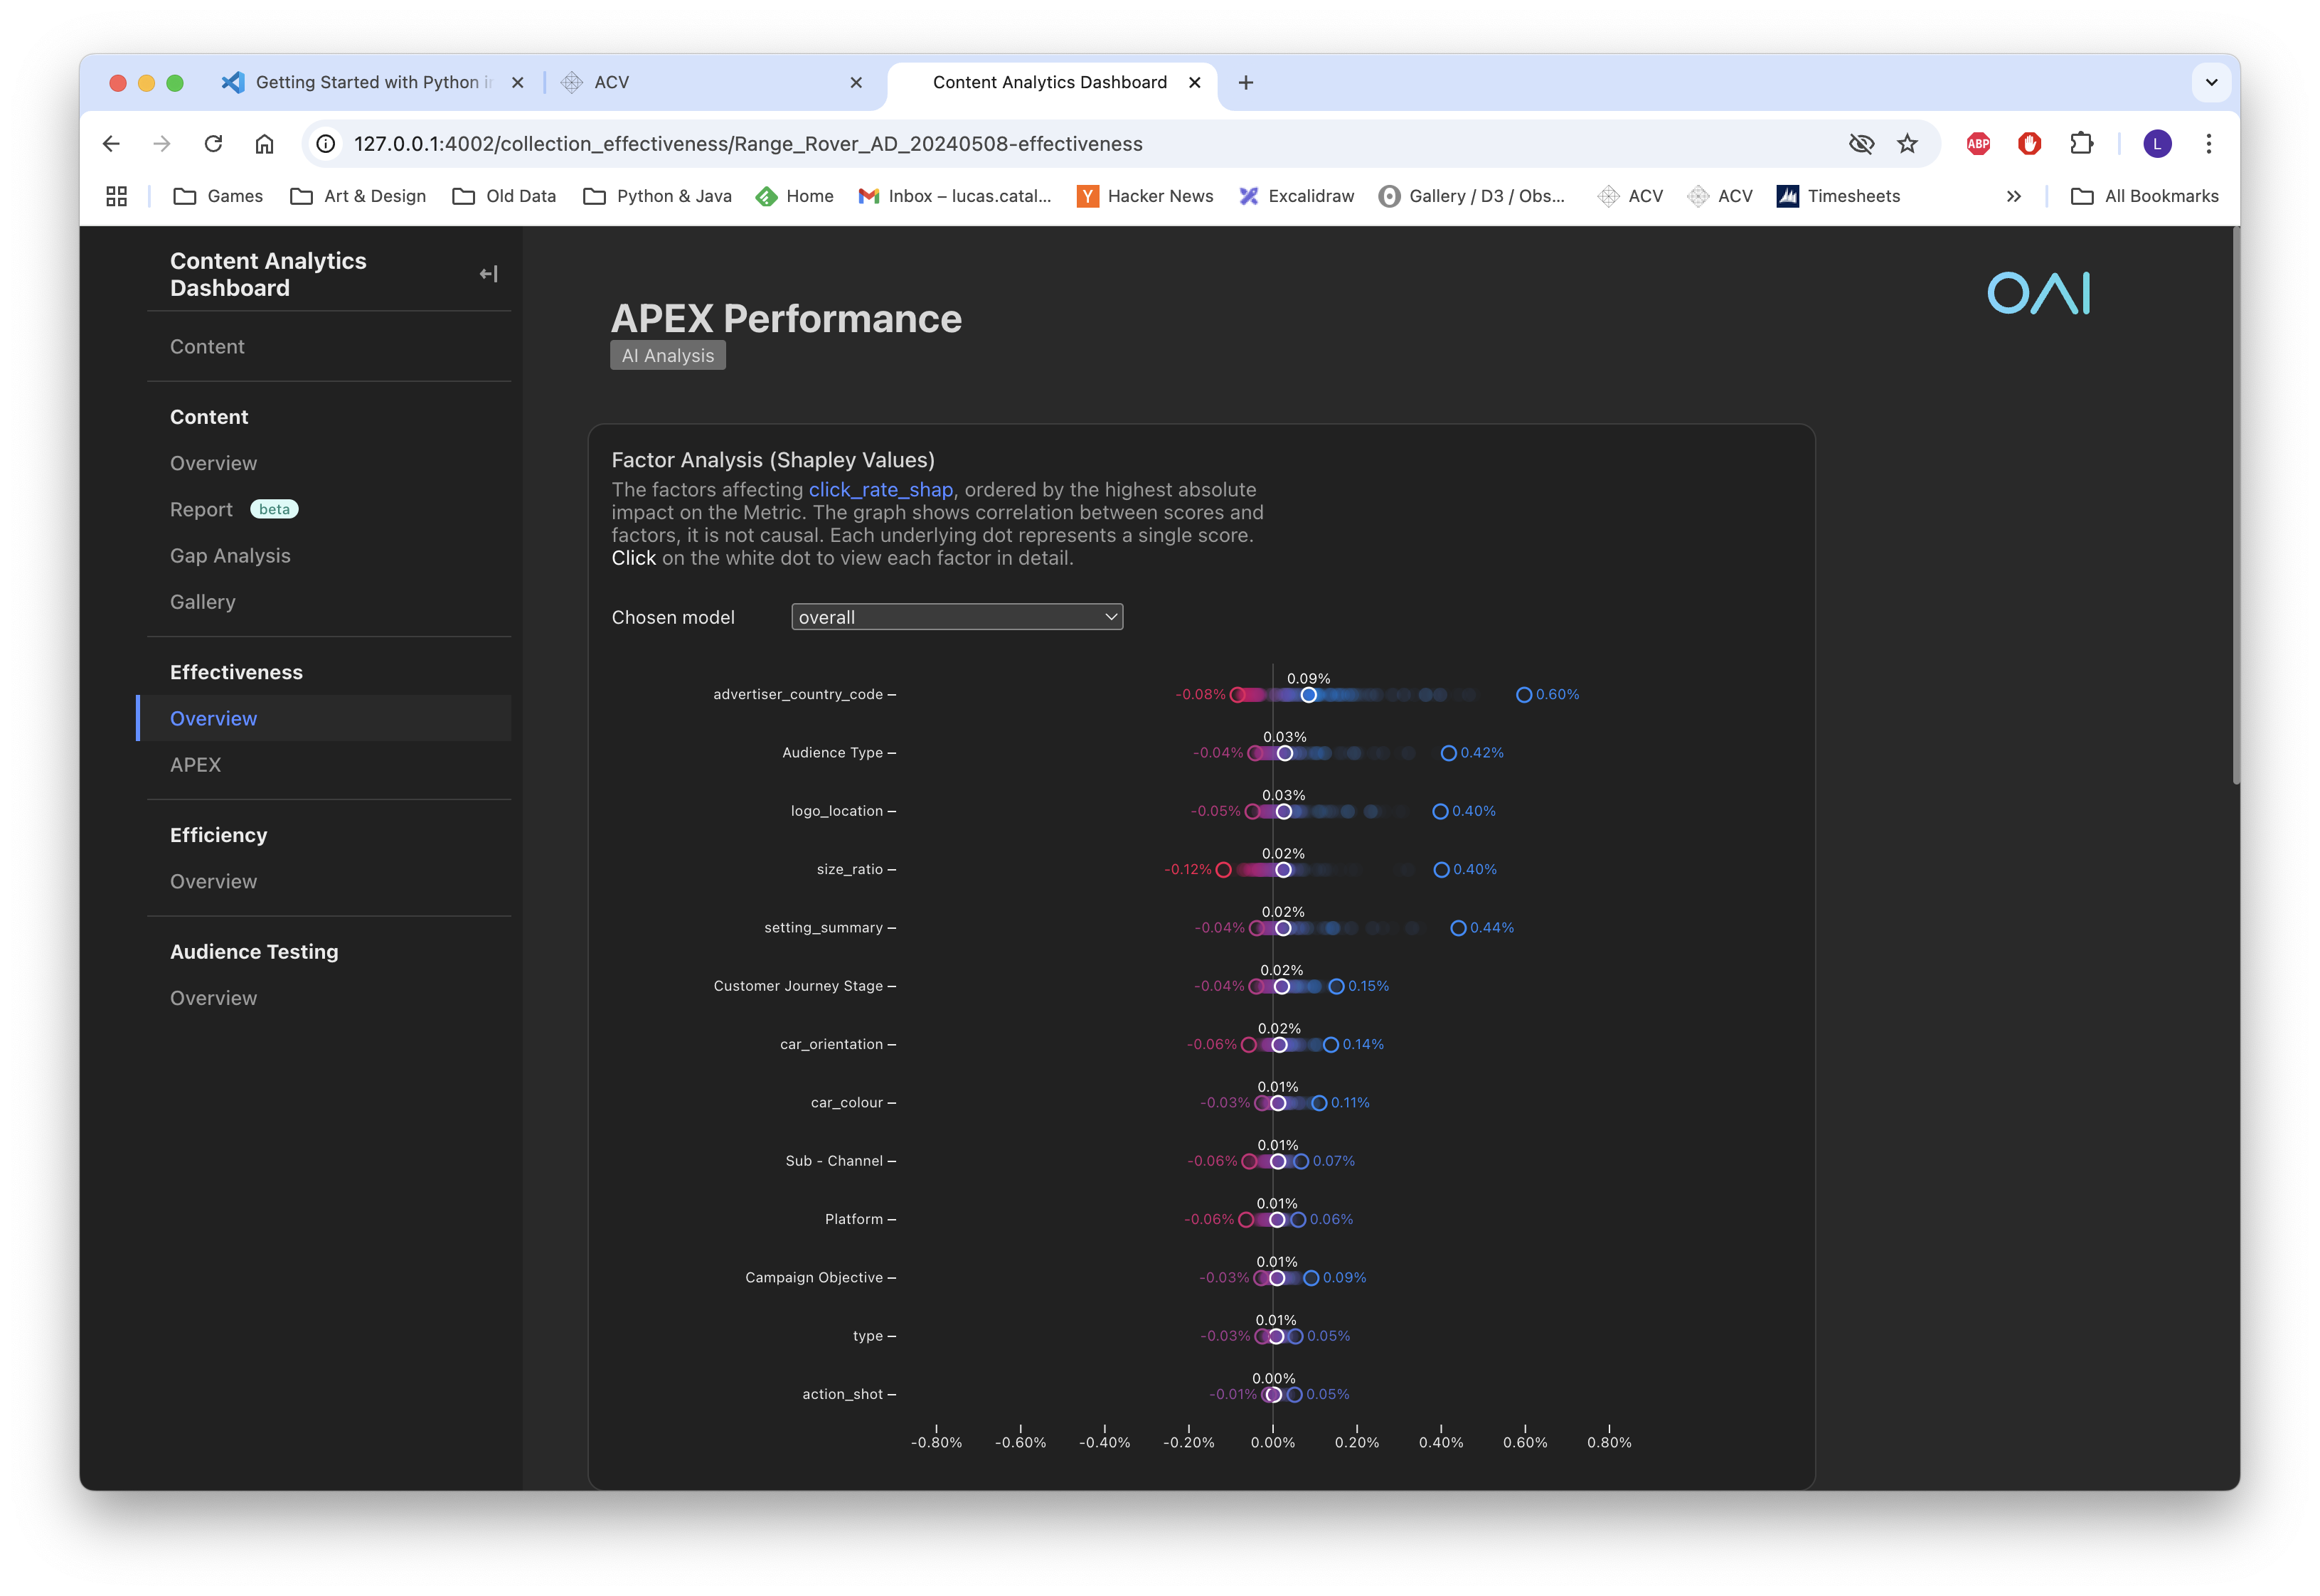 Getting Started with Python in
ACV
Content Analytics Dashboard
127.0.0.1:4002/collection_effectiveness/Range_Rover_AD_20240508-effectiveness
ABP
L
Games
Art & Design
Old Data
Python & Java
Home
Inbox – lucas.catal...
Y
Hacker News
Excalidraw
Gallery / D3 / Obs...
ACV
ACV
Timesheets
All Bookmarks
Content Analytics
Dashboard
Content
Content
Overview
Report beta
Gap Analysis
Gallery
Effectiveness
Overview
APEX
Efficiency
Overview
Audience Testing
Overview
OAI
APEX Performance
AI Analysis
Factor Analysis (Shapley Values)
The factors affecting click_rate_shap, ordered by the highest absolute
impact on the Metric. The graph shows correlation between scores and
factors, it is not causal. Each underlying dot represents a single score.
Click on the white dot to view each factor in detail.
Chosen model overall
advertiser_country_code -0.08% 0.09% 0.60%
Audience Type -0.04% 0.03% 0.42%
logo_location -0.05% 0.03% 0.40%
size_ratio -0.12% 0.02% 0.40%
setting_summary -0.04% 0.02% 0.44%
Customer Journey Stage -0.04% 0.02% 0.15%
car_orientation -0.06% 0.02% 0.14%
car_colour -0.03% 0.01% 0.11%
Sub - Channel -0.06% 0.01% 0.07%
Platform -0.06% 0.01% 0.06%
Campaign Objective -0.03% 0.01% 0.09%
type -0.03% 0.01% 0.05%
action_shot -0.01% 0.00% 0.05%
-0.80% -0.60% -0.40% -0.20% 0.00% 0.20% 0.40% 0.60% 0.80%